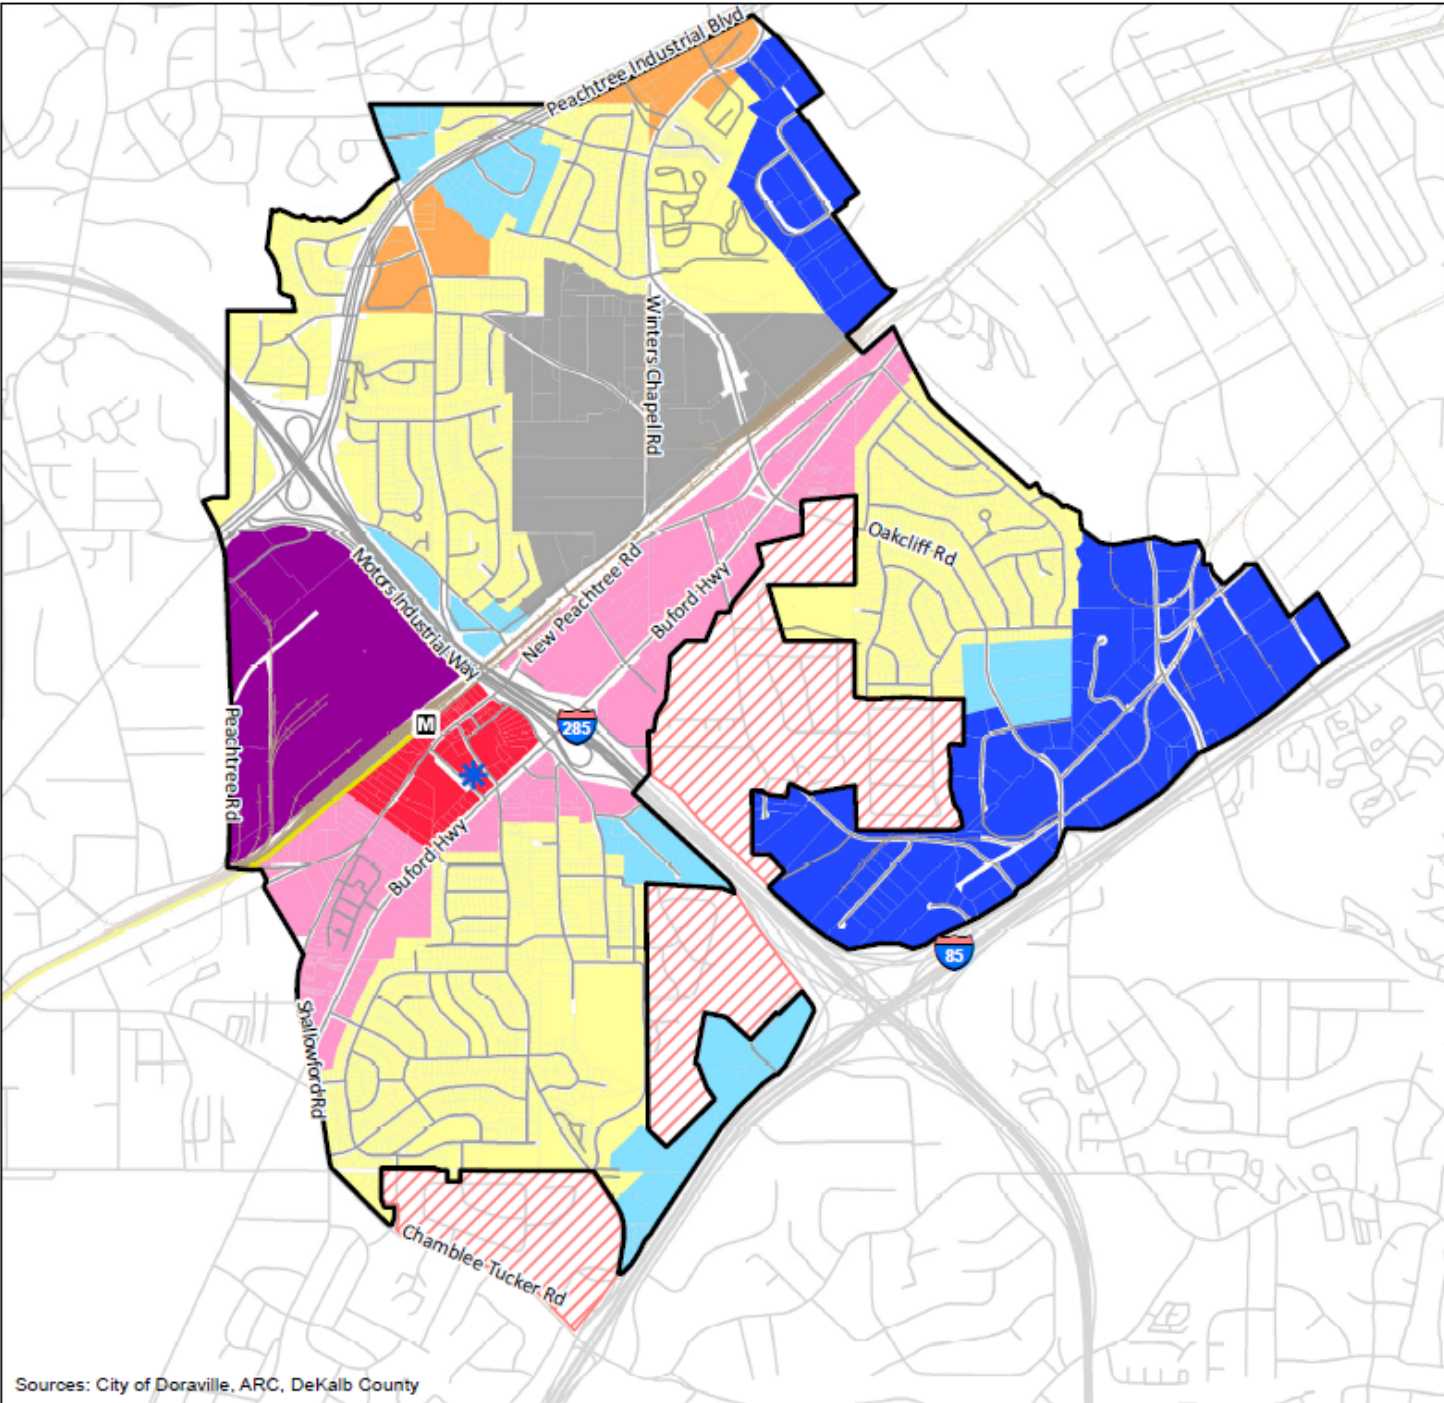 Peachtree Industrial Blvd
Winters Chapel Rd
Oakcliff Rd
Motors Industrial Way
New Peachtree Rd
Buford Hwy
M
285
Peachtree Rd
Buford Hwy
85
Shallowford Rd
Chamblee Tucker Rd
Sources: City of Doraville, ARC, DeKalb County